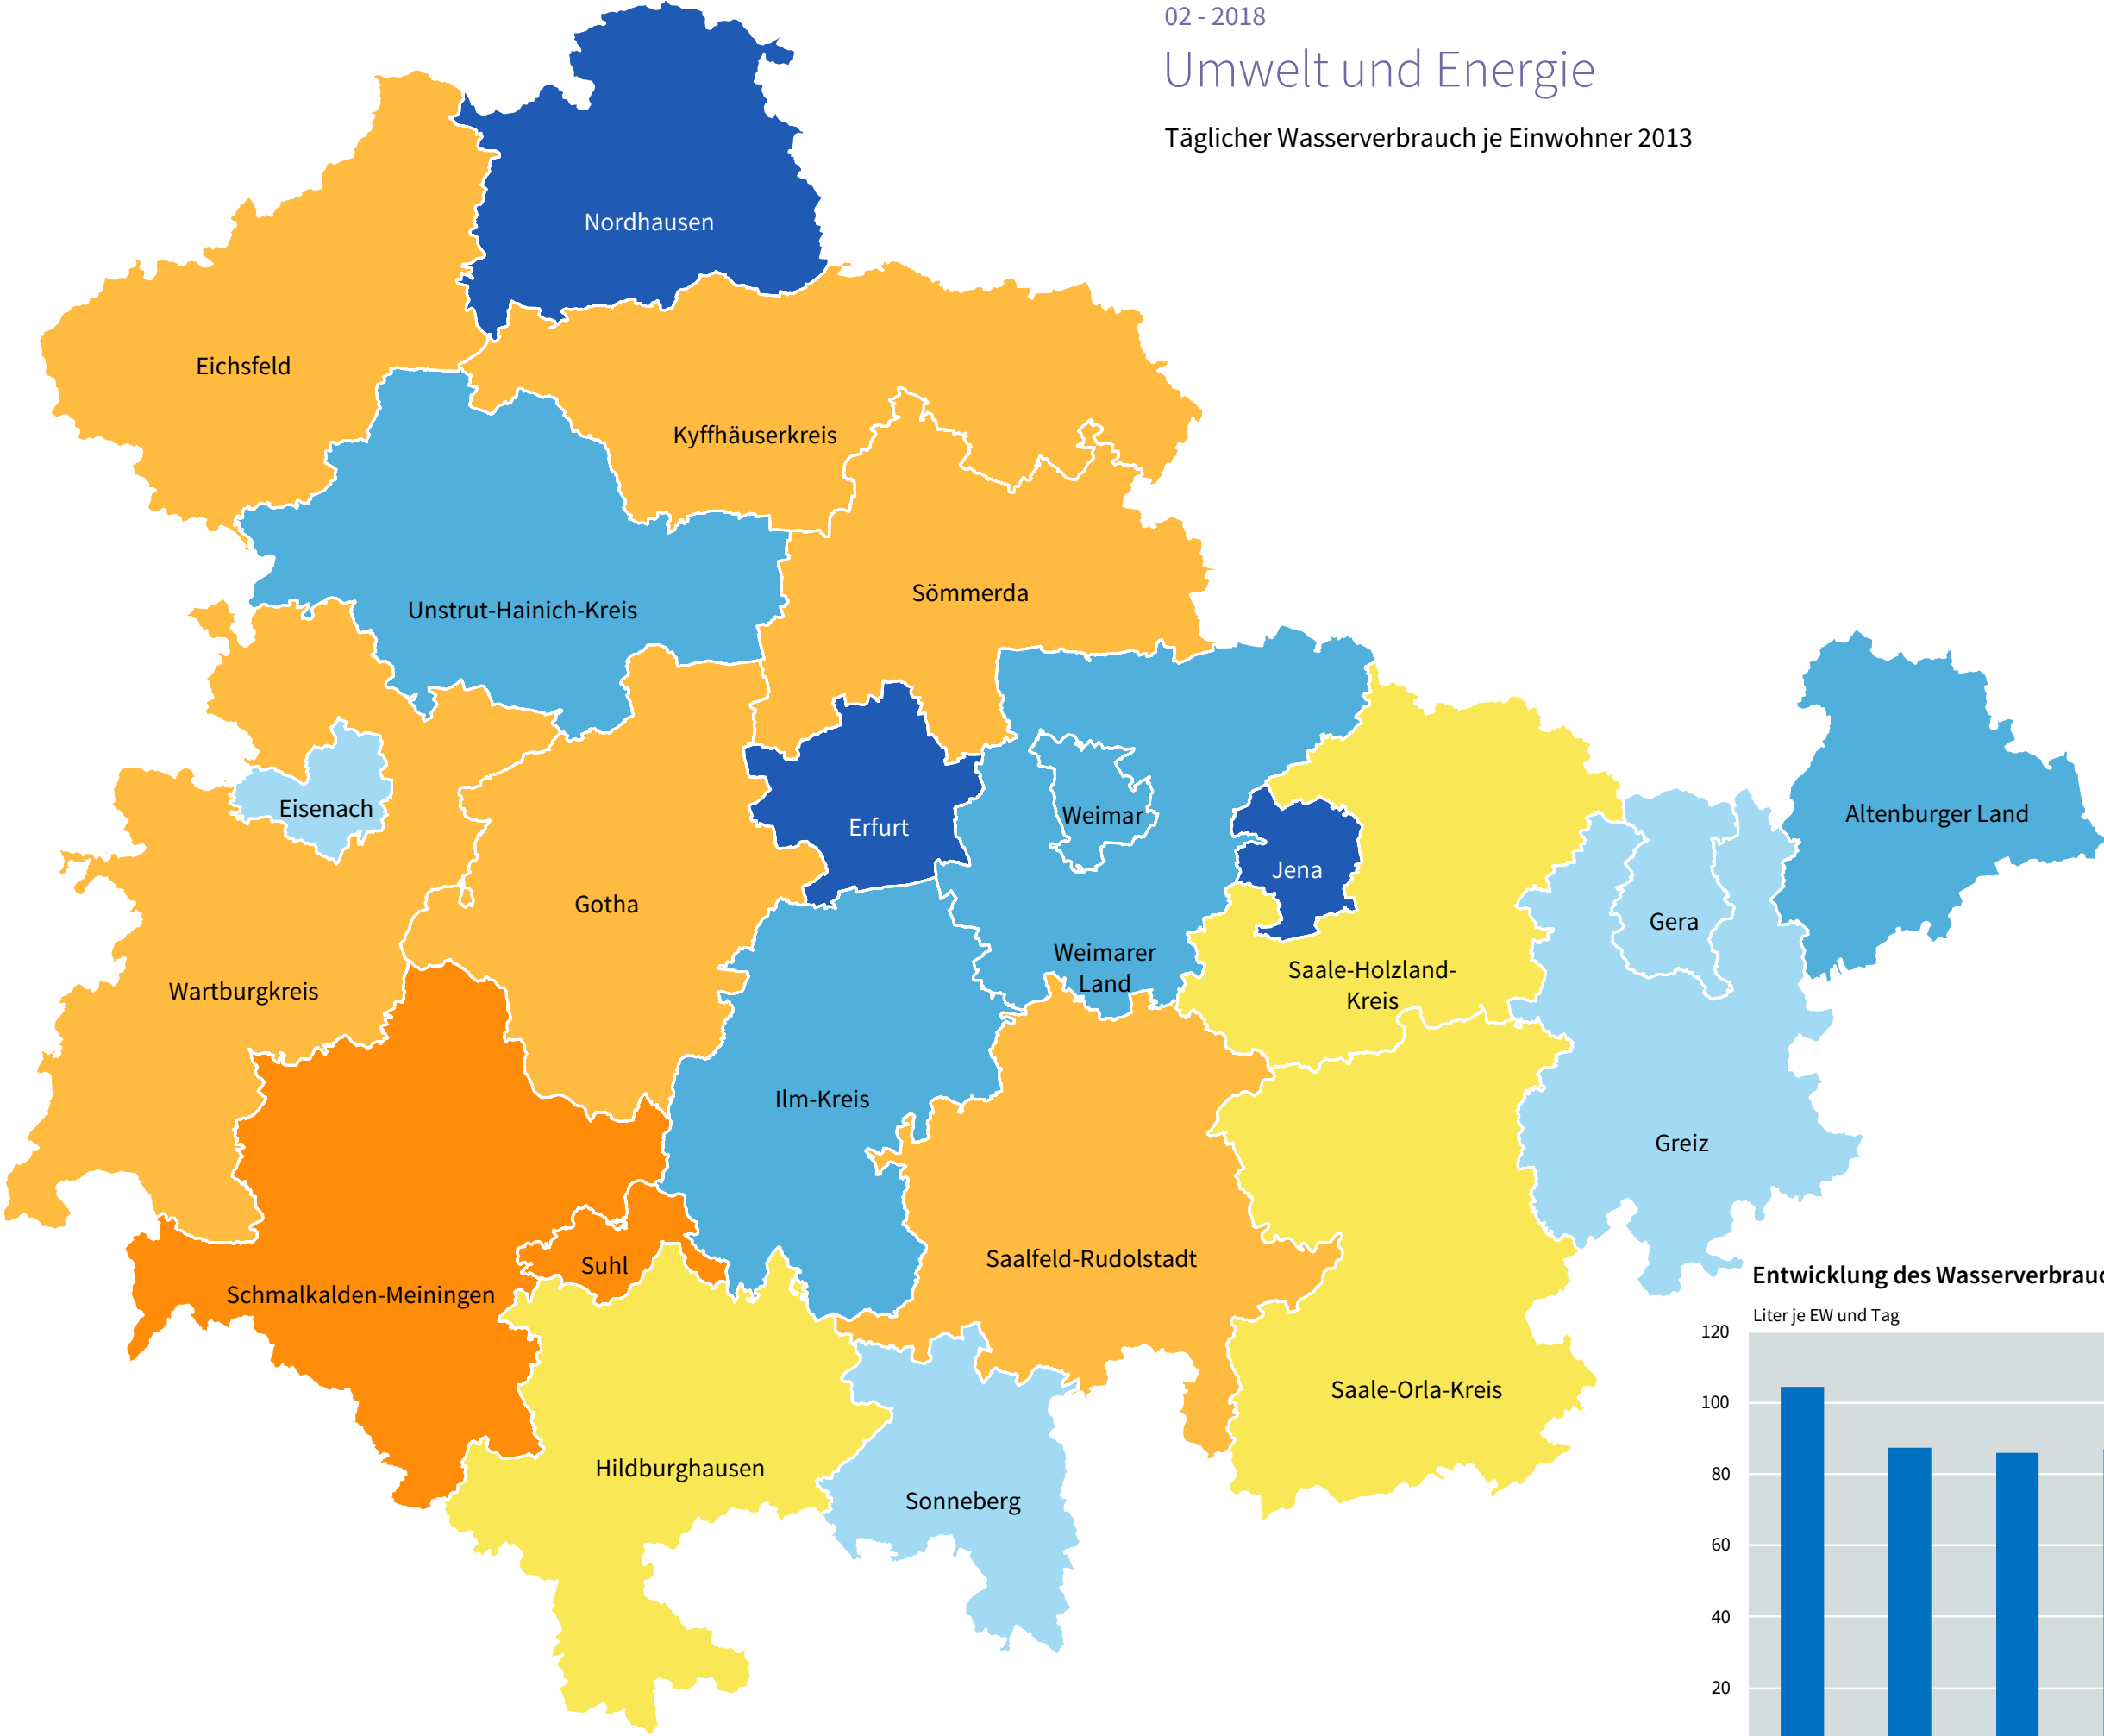 02 - 2018
Umwelt und Energie
Täglicher Wasserverbrauch je Einwohner 2013
Nordhausen
Eichsfeld
Kyffhäuserkreis
Sömmerda
Unstrut-Hainich-Kreis
Eisenach
Erfurt
Weimar
Altenburger Land
Jena
Gotha
Gera
Weimarer
Land
Saale-Holzland-
Kreis
Wartburgkreis
Ilm-Kreis
Greiz
Saalfeld-Rudolstadt
Suhl
Schmalkalden-Meiningen
Saale-Orla-Kreis
Hildburghausen
Sonneberg
Entwicklung des
Liter je EW und Tag
120
100
80
60
40
20